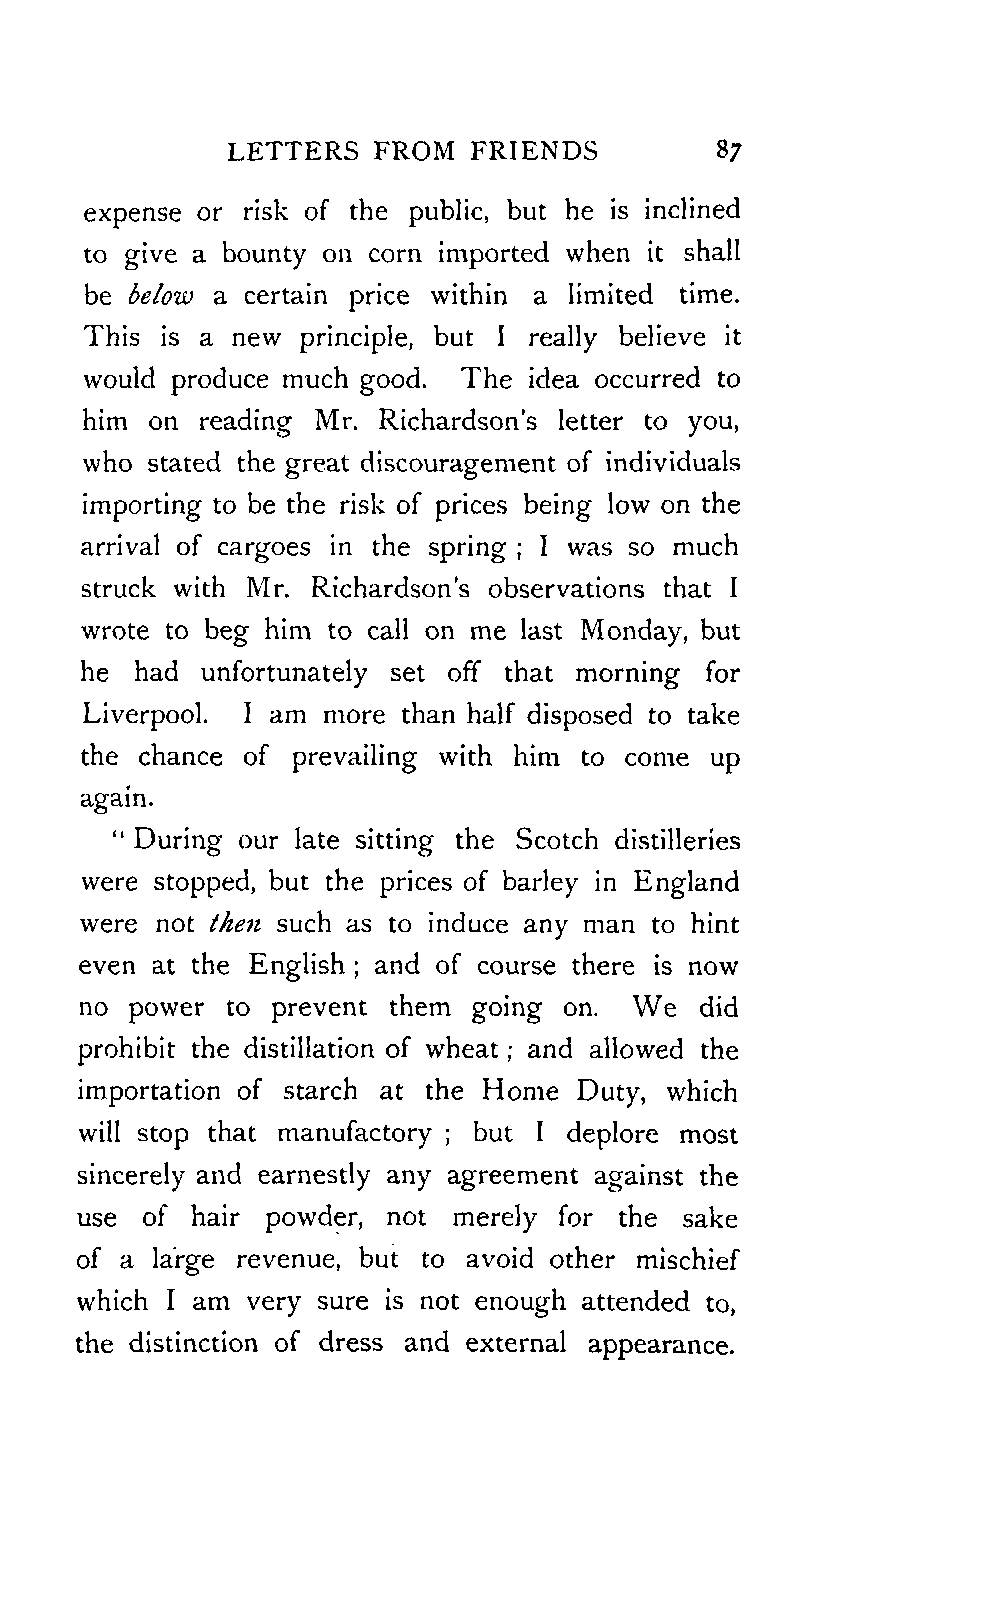 LETTERS FROM FRIENDS 87
expense or risk of the public, but he is inclined
to give a bounty on corn imported when it shall
be below a certain price within a limited time.
This is a new principle, but I really believe it
would produce much good. The idea occurred to
him on reading Mr. Richardson's letter to you,
who stated the great discouragement of individuals
importing to be the risk of prices being low on the
arrival of cargoes in the spring ; I was so much
struck with Mr. Richardson's observations that I
wrote to beg him to call on me last Monday, but
he had unfortunately set off that morning for
Liverpool. I am more than half disposed to take
the chance of prevailing with him to come up
again.
" During our late sitting the Scotch distilleries
were stopped, but the prices of barley in England
were not then such as to induce any man to hint
even at the English ; and of course there is now
no power to prevent them going on. We did
prohibit the distillation of wheat ; and allowed the
importation of starch at the Home Duty, which
will stop that manufactory ; but I deplore most
sincerely and earnestly any agreement against the
use of hair powder, not merely for the sake
of a large revenue, but to avoid other mischief
which I am very sure is not enough attended to,
the distinction of dress and external appearance.